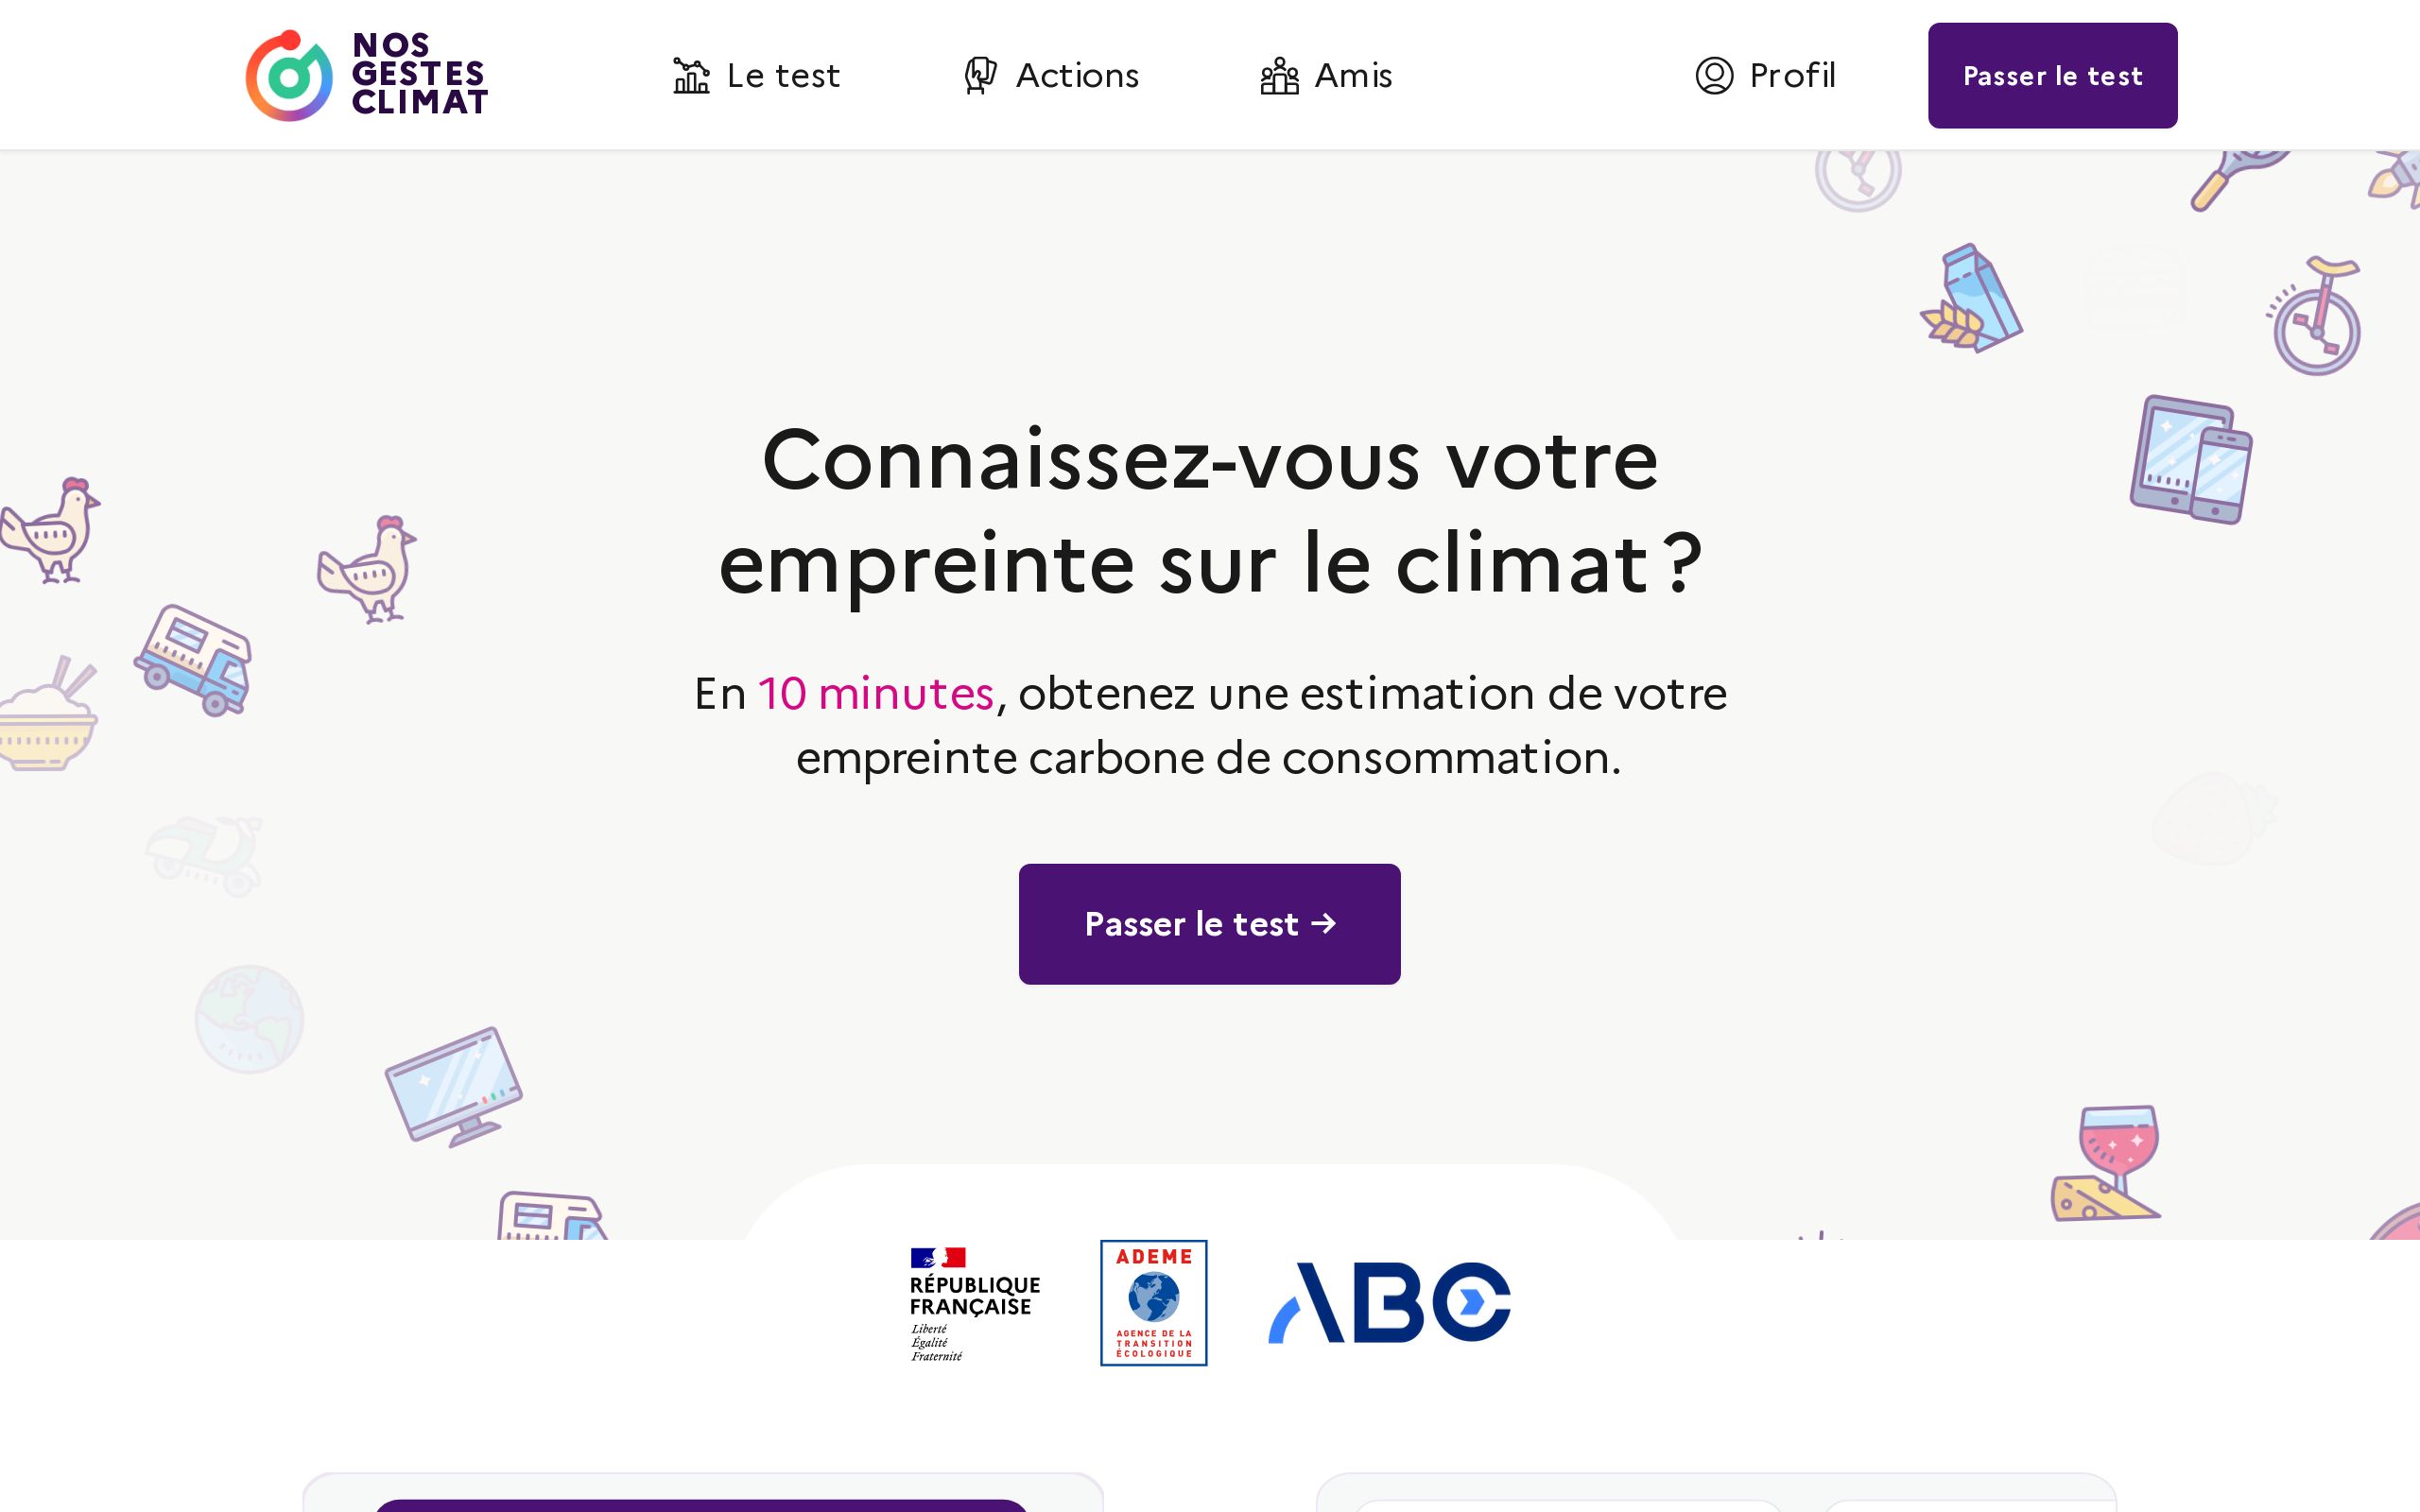 NOS
GESTES
CLIMAT
Le test
Actions
Amis
Profil
Passer le test
Connaissez-vous votre
empreinte sur le climat ?
En 10 minutes, obtenez une estimation de votre
empreinte carbone de consommation.
Passer le test →
RÉPUBLIQUE
FRANÇAISE
Liberté
Égalité
Fraternité
ADEME
AGENCE DE LA
TRANSITION
ÉCOLOGIQUE
ABC